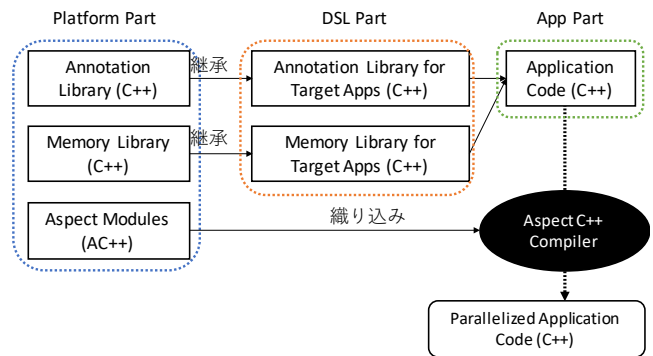 Platform Part
DSL Part
App Part
Annotation
Library (C++)
継承
Annotation Library for
Target Apps (C++)
Application
Code (C++)
Memory Library
(C++)
継承
Memory Library for
Target Apps (C++)
Aspect Modules
(AC++)
織り込み
Aspect C++
Compiler
Parallelized Application
Code (C++)